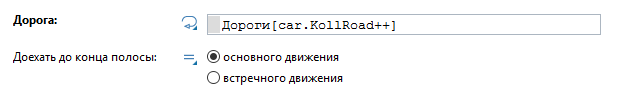 Дорога: Дороги[car.KollRoad++]
Доехать до конца полосы: основного движения
встречного движения